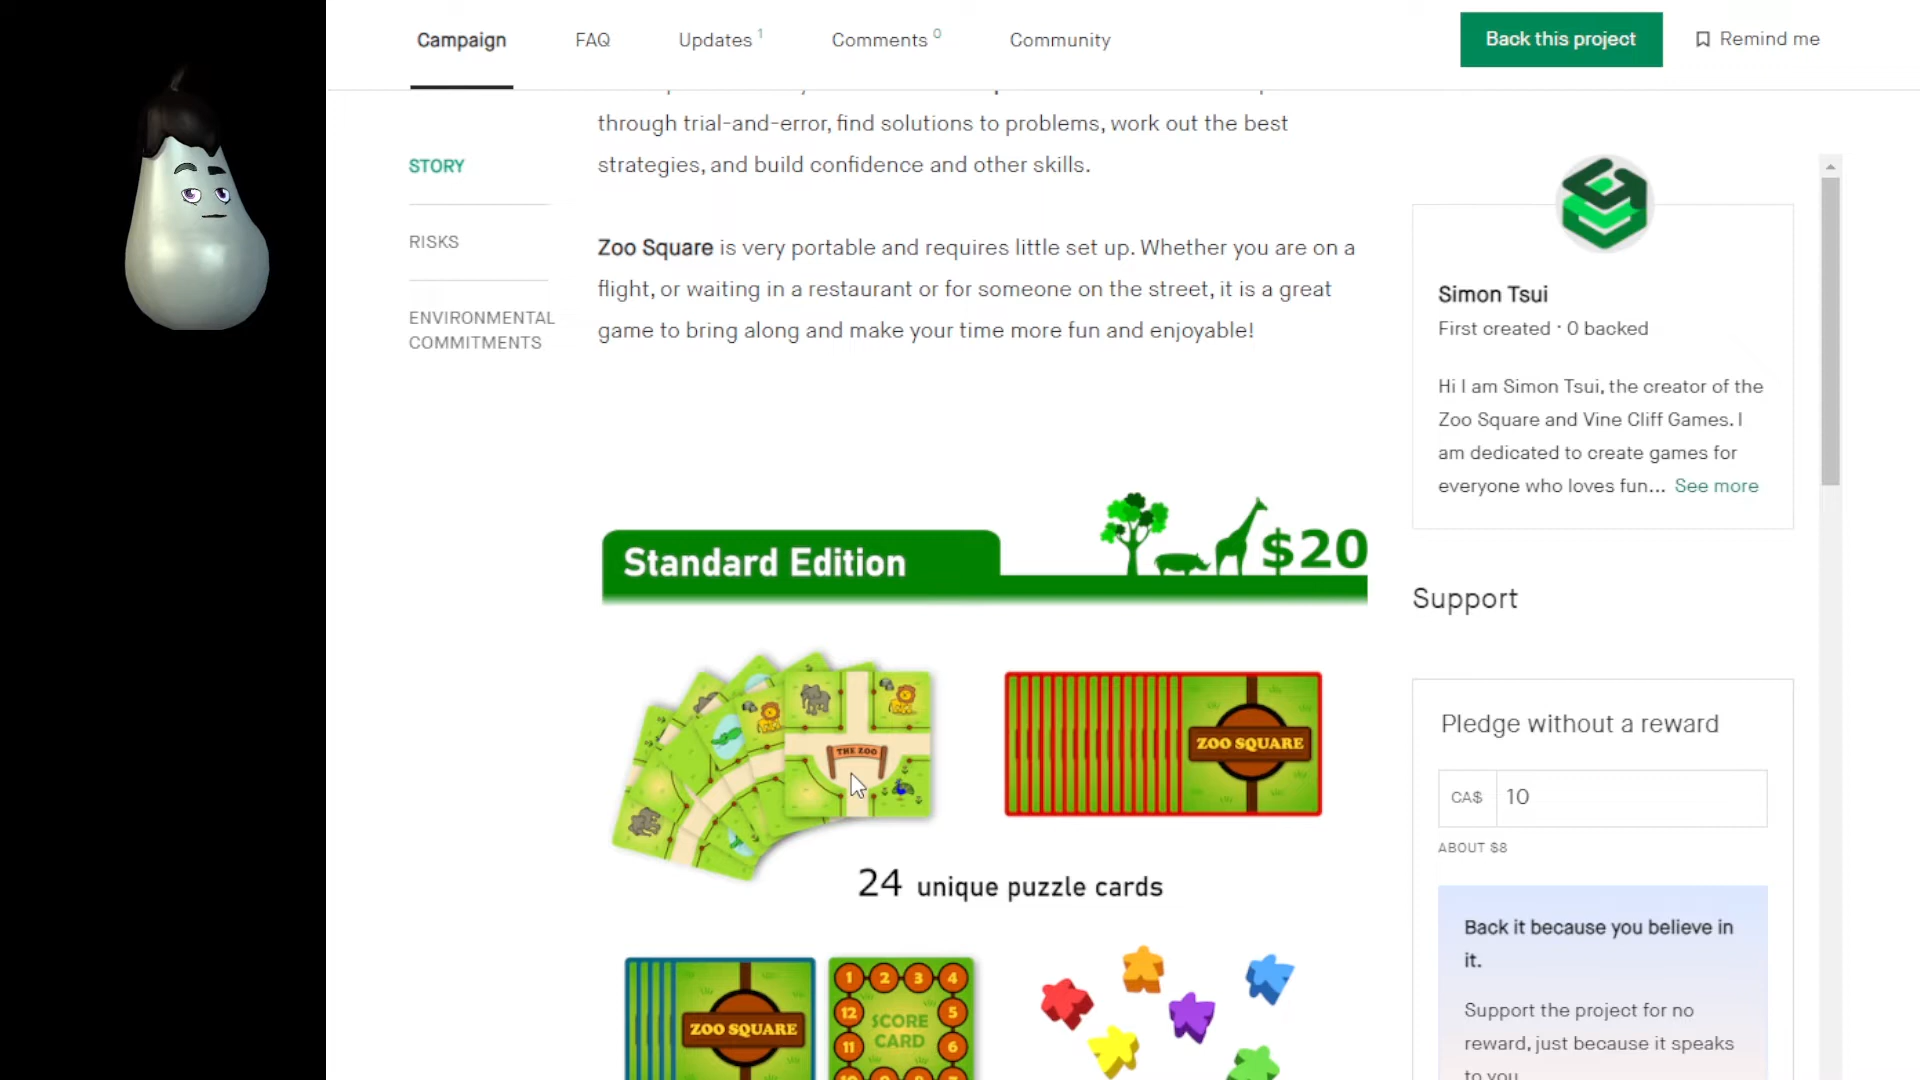 Campaign
FAQ
Updates 1
Comments 0
Community
Back this project
Remind me
through trial-and-error, find solutions to problems, work out the best
strategies, and build confidence and other skills.
STORY
RISKS
ENVIRONMENTAL
COMMITMENTS
Zoo Square is very portable and requires little set up. Whether you are on a
flight, or waiting in a restaurant or for someone on the street, it is a great
game to bring along and make your time more fun and enjoyable!
Standard Edition
$20
THE ZOO
ZOO SQUARE
24 unique puzzle cards
ZOO SQUARE
1 2 3 4
12 5
SCORE
CARD
11 6
Simon Tsui
First created · 0 backed
Hi I am Simon Tsui, the creator of the
Zoo Square and Vine Cliff Games. I
am dedicated to create games for
everyone who loves fun... See more
Support
Pledge without a reward
CA$ 10
ABOUT $8
Back it because you believe in
it.
Support the project for no
reward, just because it speaks
to you.